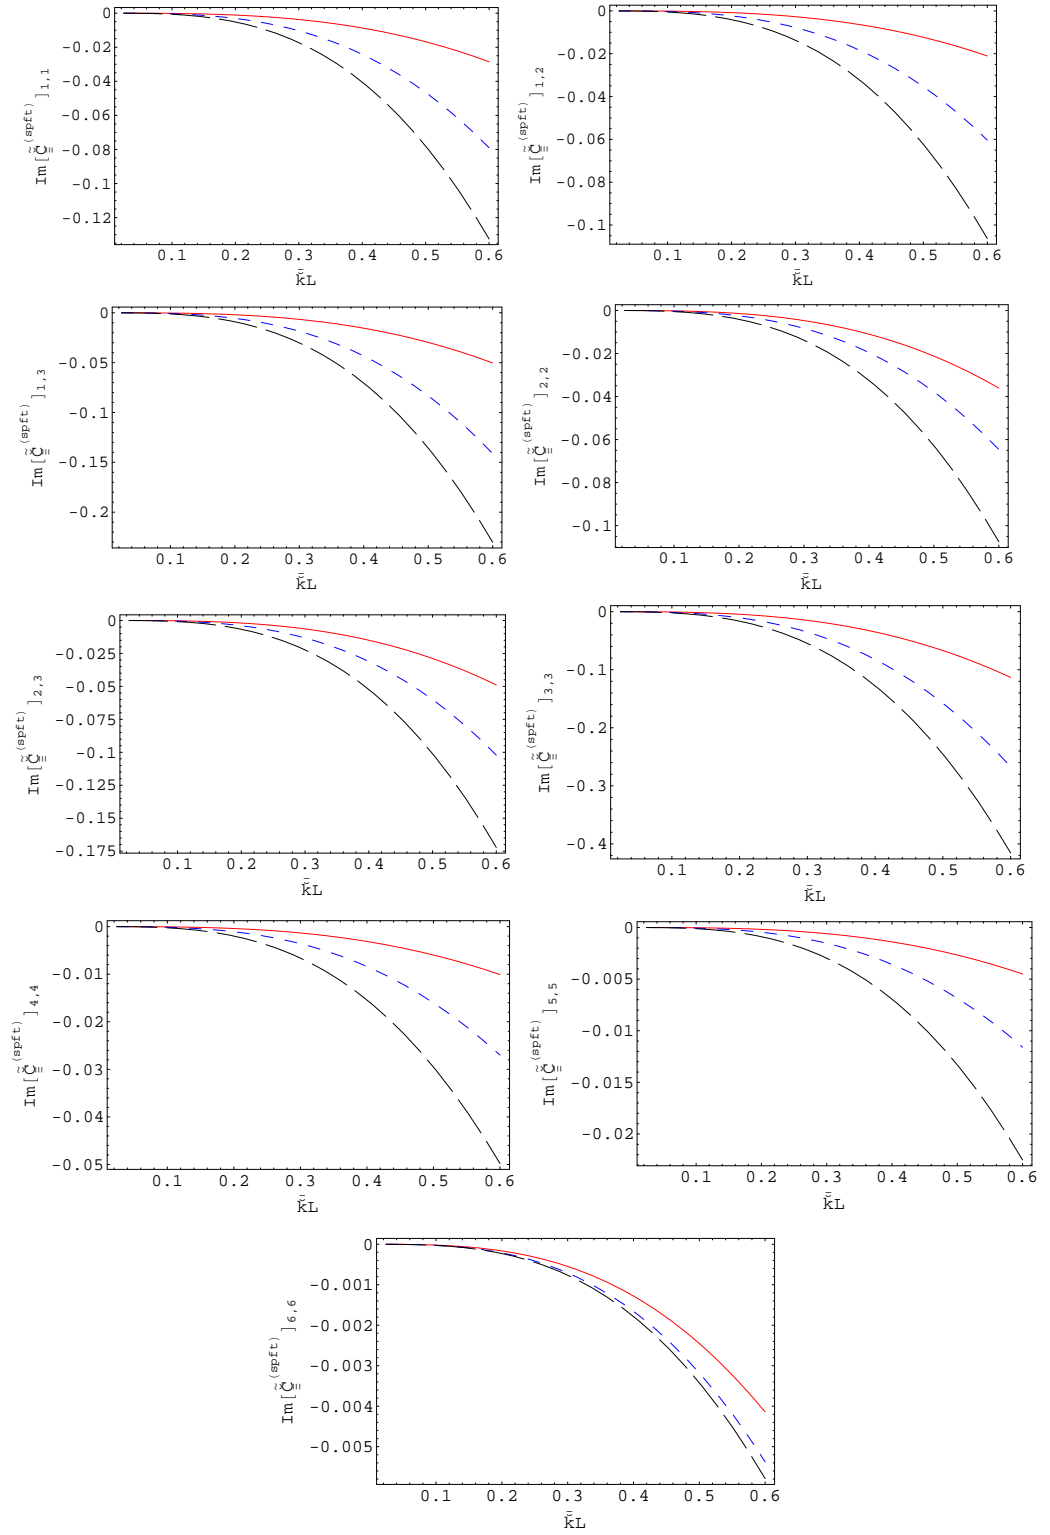 0
-0.02
-0.04
-0.06
-0.08
-0.1
-0.12
Im[C̆̃^(spft)]1,1
0.1 0.2 0.3 0.4 0.5 0.6
k̄̆L
0
-0.02
-0.04
-0.06
-0.08
-0.1
Im[C̆̃^(spft)]1,2
0.1 0.2 0.3 0.4 0.5 0.6
k̄̆L
0
-0.05
-0.1
-0.15
-0.2
Im[C̆̃^(spft)]1,3
0.1 0.2 0.3 0.4 0.5 0.6
k̄̆L
0
-0.02
-0.04
-0.06
-0.08
-0.1
Im[C̆̃^(spft)]2,2
0.1 0.2 0.3 0.4 0.5 0.6
k̄̆L
0
-0.025
-0.05
-0.075
-0.1
-0.125
-0.15
-0.175
Im[C̆̃^(spft)]2,3
0.1 0.2 0.3 0.4 0.5 0.6
k̄̆L
0
-0.1
-0.2
-0.3
-0.4
Im[C̆̃^(spft)]3,3
0.1 0.2 0.3 0.4 0.5 0.6
k̄̆L
0
-0.01
-0.02
-0.03
-0.04
-0.05
Im[C̆̃^(spft)]4,4
0.1 0.2 0.3 0.4 0.5 0.6
k̄̆L
0
-0.005
-0.01
-0.015
-0.02
Im[C̆̃^(spft)]5,5
0.1 0.2 0.3 0.4 0.5 0.6
k̄̆L
0
-0.001
-0.002
-0.003
-0.004
-0.005
Im[C̆̃^(spft)]6,6
0.1 0.2 0.3 0.4 0.5 0.6
k̄̆L